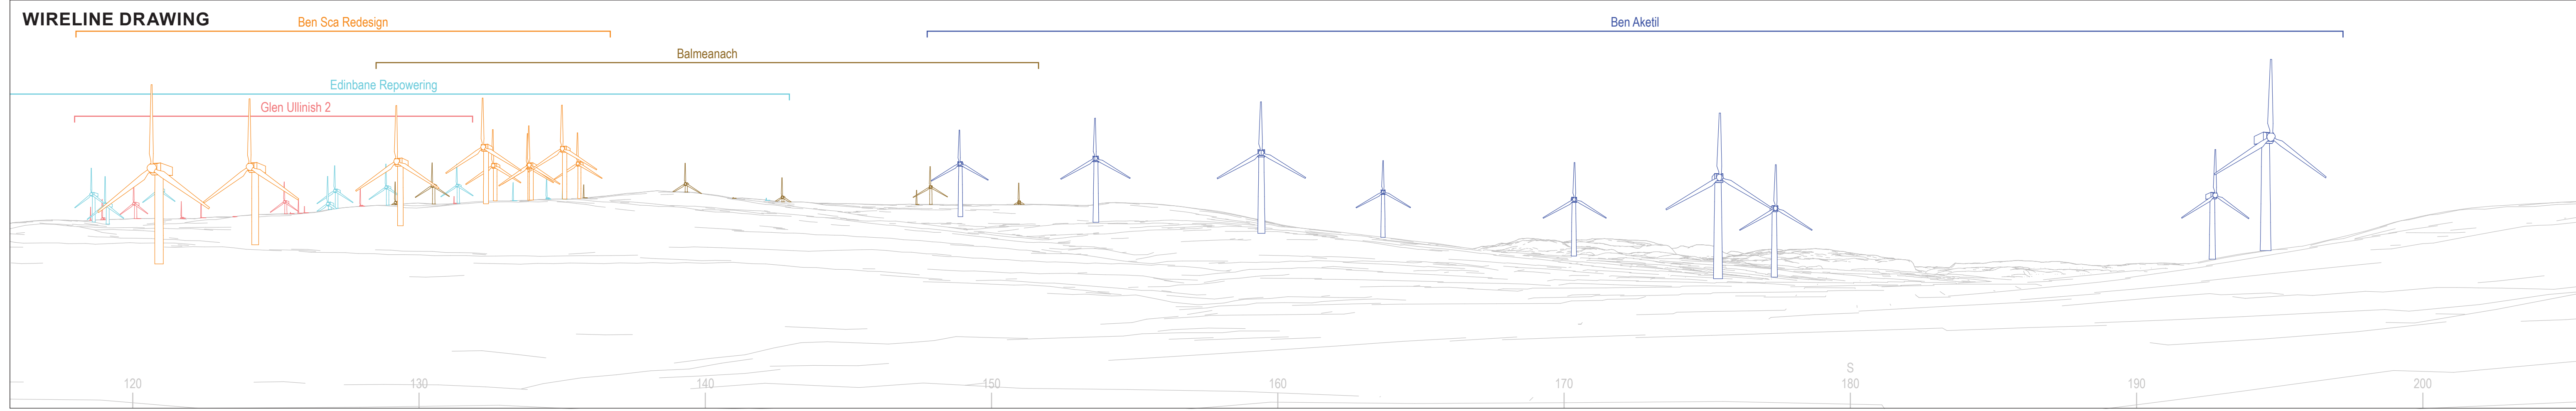 WIRELINE DRAWING
Ben Sca Redesign
Ben Aketil
Balmeanach
Edinbane Repowering
Glen Ullinish 2
S
120 130 140 150 160 170 180 190 200